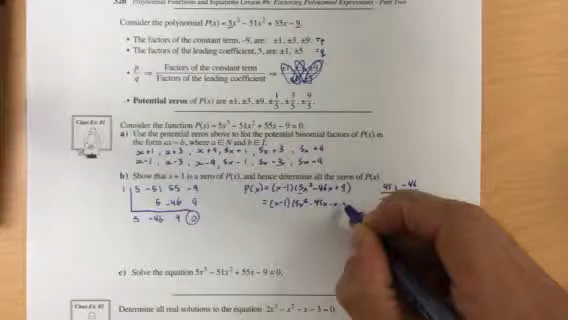 326 Polynomial Functions and Equations Lesson #6: Factoring Polynomial Expressions - Part Two
Consider the polynomial P(x) = 5x³ − 51x² + 55x − 9.
• The factors of the constant term, -9, are: ±1, ±3, ±9 =p
• The factors of the leading coefficient, 5, are: ±1, ±5 =q
• p/q = Factors of the constant term / Factors of the leading coefficient =
• Potential zeros of P(x) are ±1, ±3, ±9, ±1/5, ±3/5, ±9/5.
Class Ex. #1
Consider the function P(x) = 5x³ − 51x² + 55x − 9 = 0
a) Use the potential zeros above to list the potential binomial factors of P(x) in
the form ax − b, where a ∈ N and b ∈ I.
x+1, x+3, x+9, 5x+1, 5x+3, 5x+9
x-1, x-3, x-9, 5x-1, 5x-3, 5x-9
b) Show that x = 1 is a zero of P(x), and hence determine all the zeros of P(x).
1 5 -51 55 -9 P(x) = (x-1)(5x²-46x+9) 45 -46
5 -46 9 = (x-1)(5x²-45x-x
5 -46 9 0
c) Solve the equation 5x³ − 51x² + 55x − 9 = 0.
Class Ex. #2
Determine all real solutions to the equation 2x³ − x² − x − 3 = 0